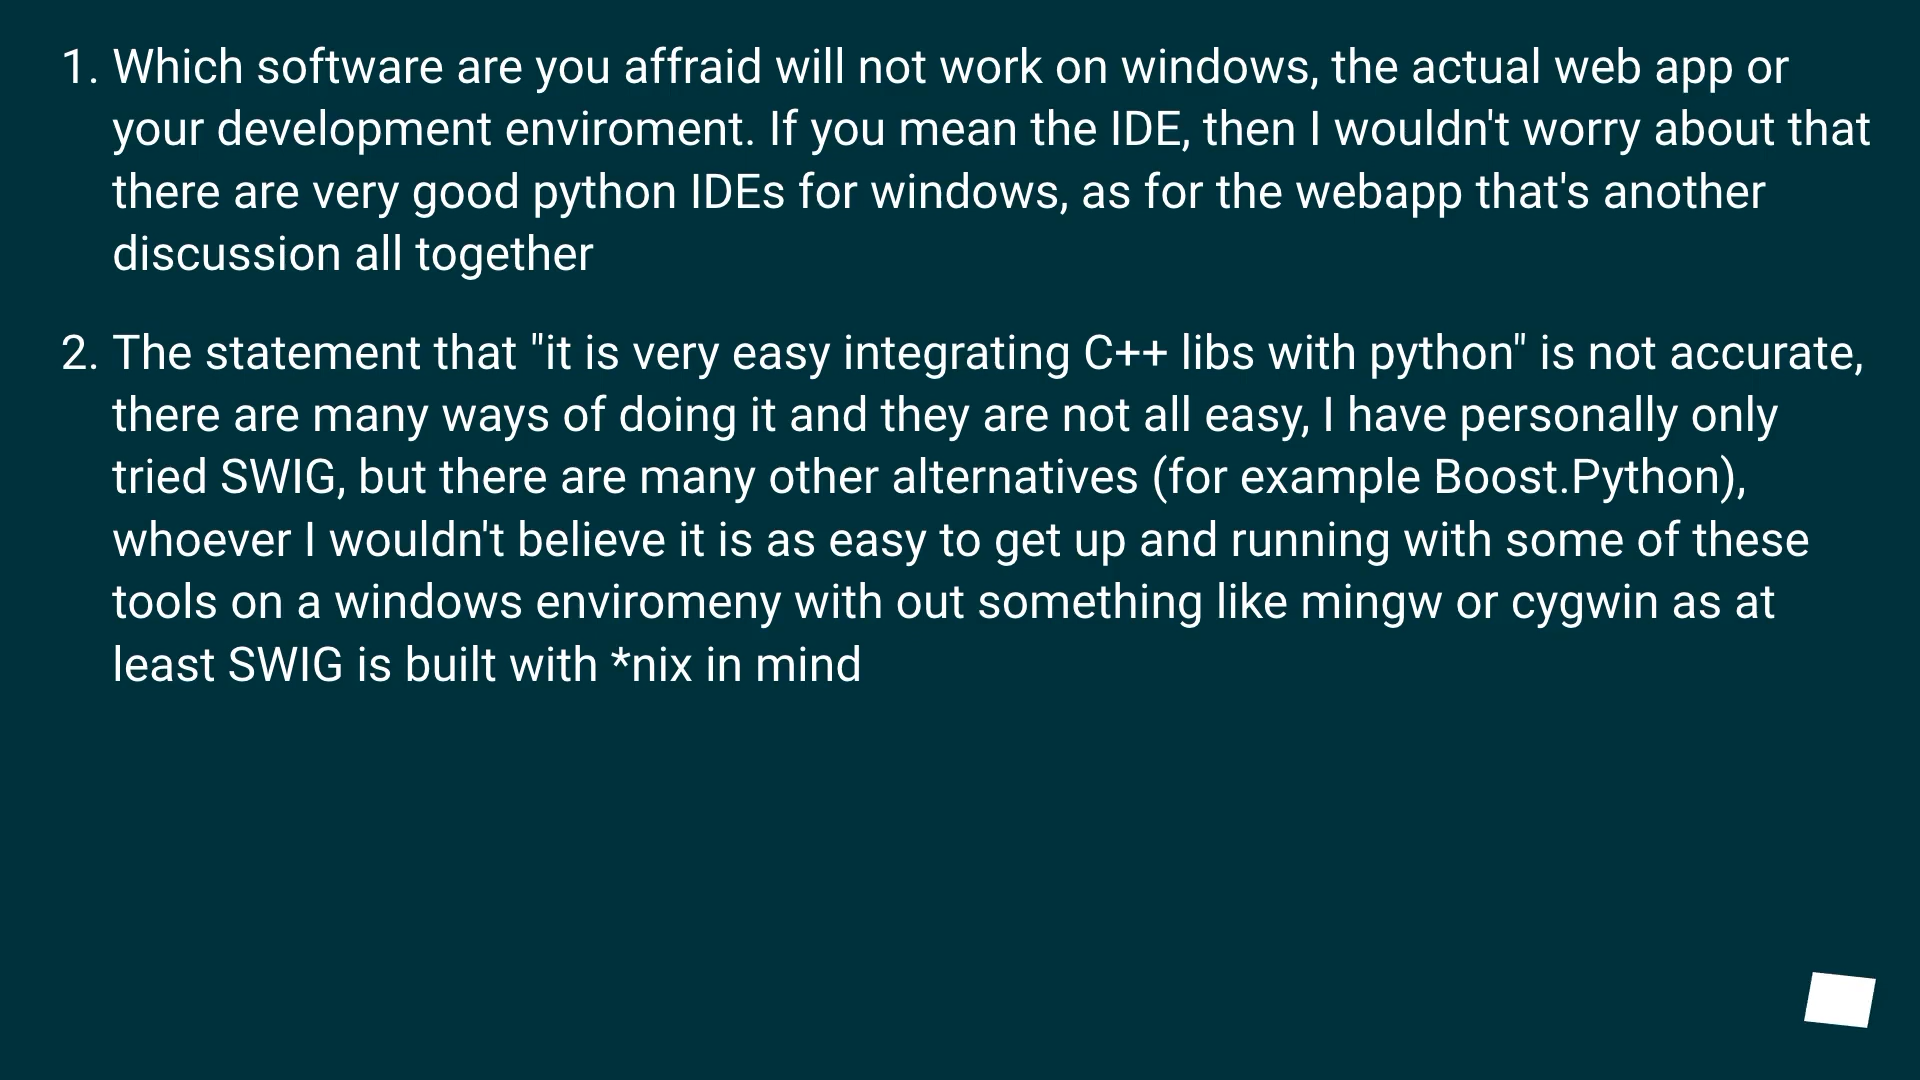 1. Which software are you affraid will not work on windows, the actual web app or
your development enviroment. If you mean the IDE, then I wouldn't worry about that
there are very good python IDEs for windows, as for the webapp that's another
discussion all together
2. The statement that "it is very easy integrating C++ libs with python" is not accurate,
there are many ways of doing it and they are not all easy, I have personally only
tried SWIG, but there are many other alternatives (for example Boost.Python),
whoever I wouldn't believe it is as easy to get up and running with some of these
tools on a windows enviromeny with out something like mingw or cygwin as at
least SWIG is built with *nix in mind